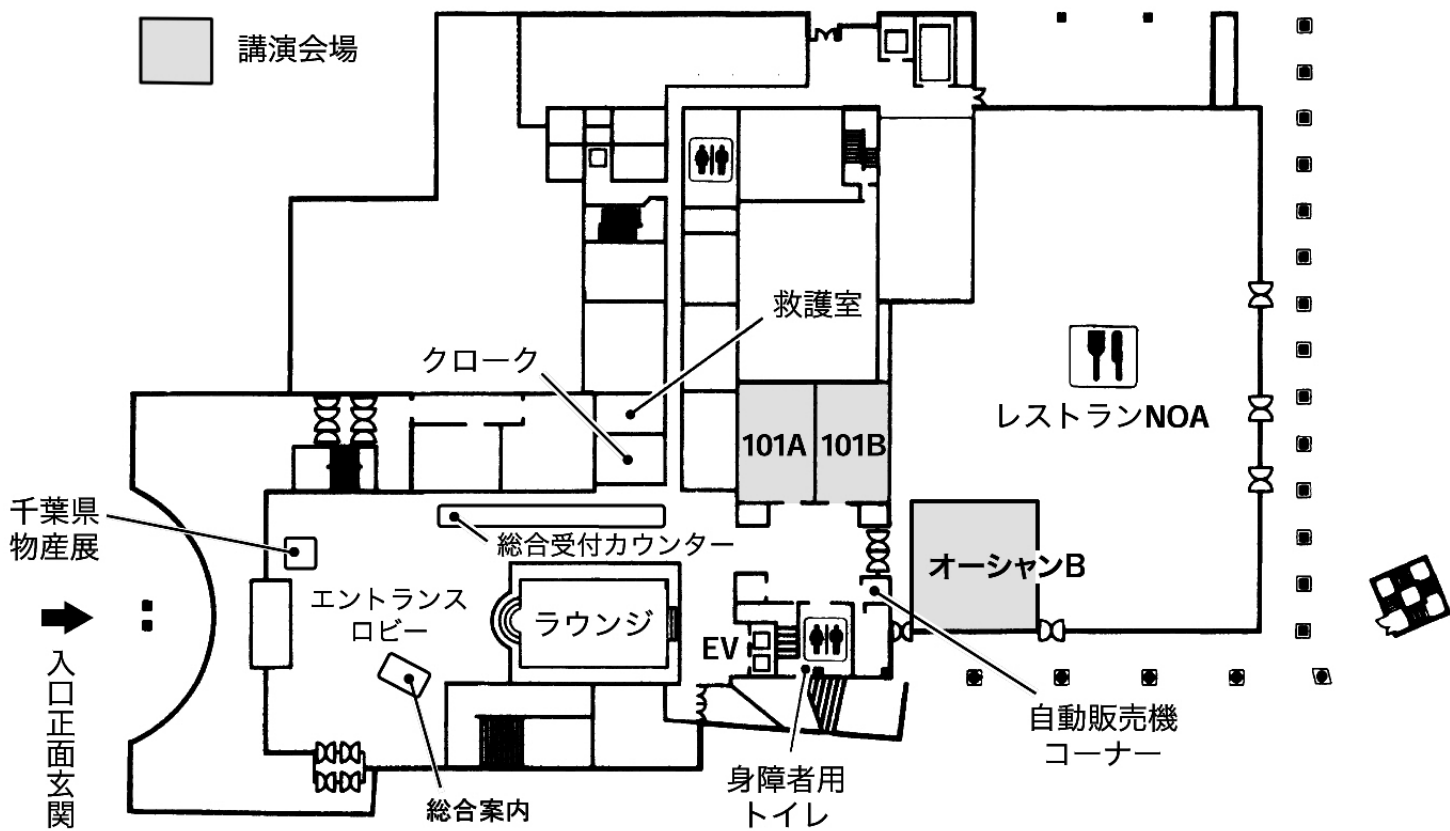 講演会場
救護室
クローク
レストランNOA
101A
101B
千葉県
物産展
総合受付カウンター
オーシャンB
エントランス
ロビー
ラウンジ
EV
入口正面玄関
自動販売機
コーナー
身障者用
トイレ
総合案内